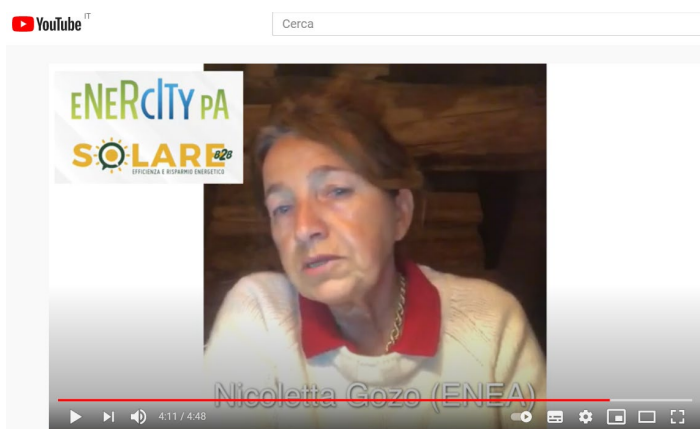 YouTube IT
Cerca
ENERCITY PA
SOLARE B2B
EFFICIENZA E RISPARMIO ENERGETICO
Nicoletta Gozo (ENEA)
4:11 / 4:48